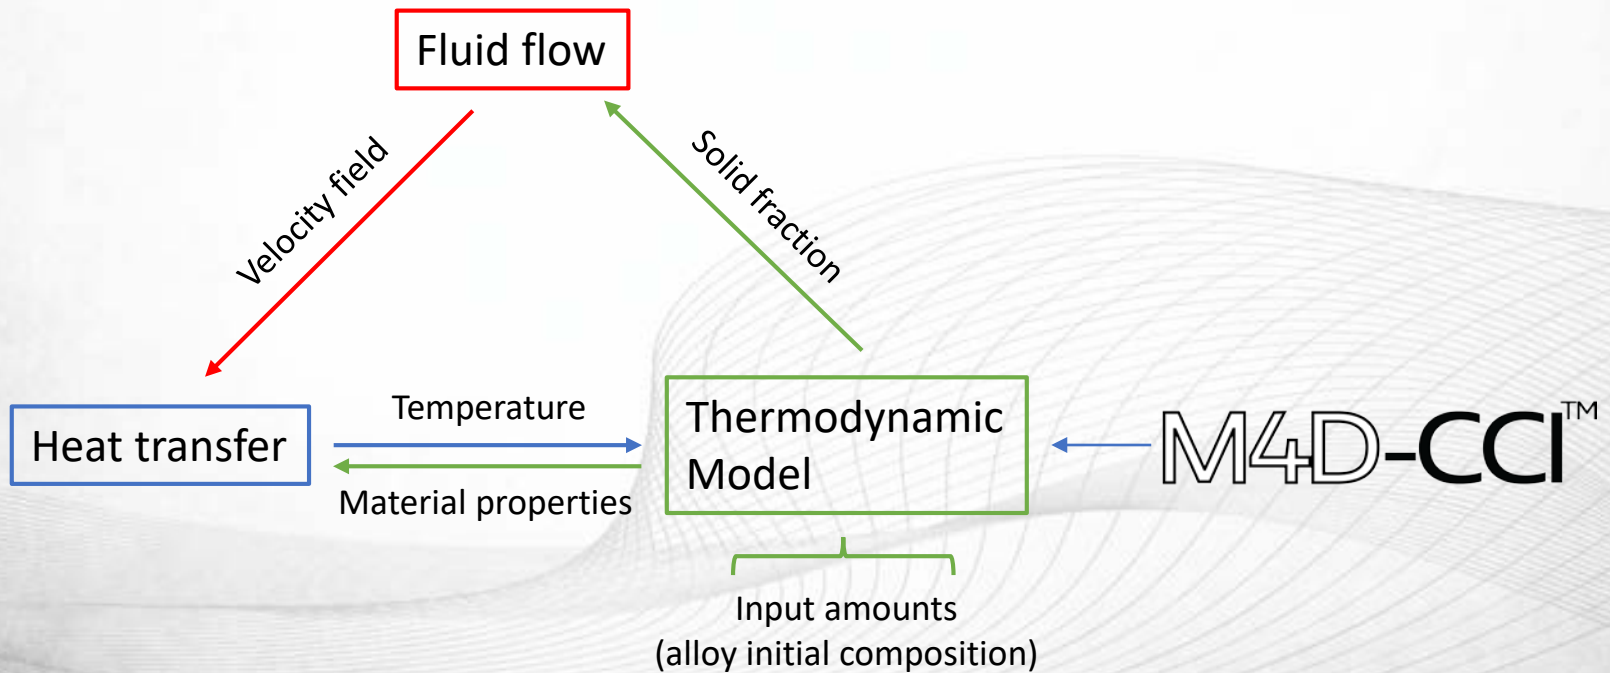 Fluid flow
Velocity field
Solid fraction
Heat transfer
Temperature
Material properties
Thermodynamic
Model
M4D-CCI™
Input amounts
(alloy initial composition)